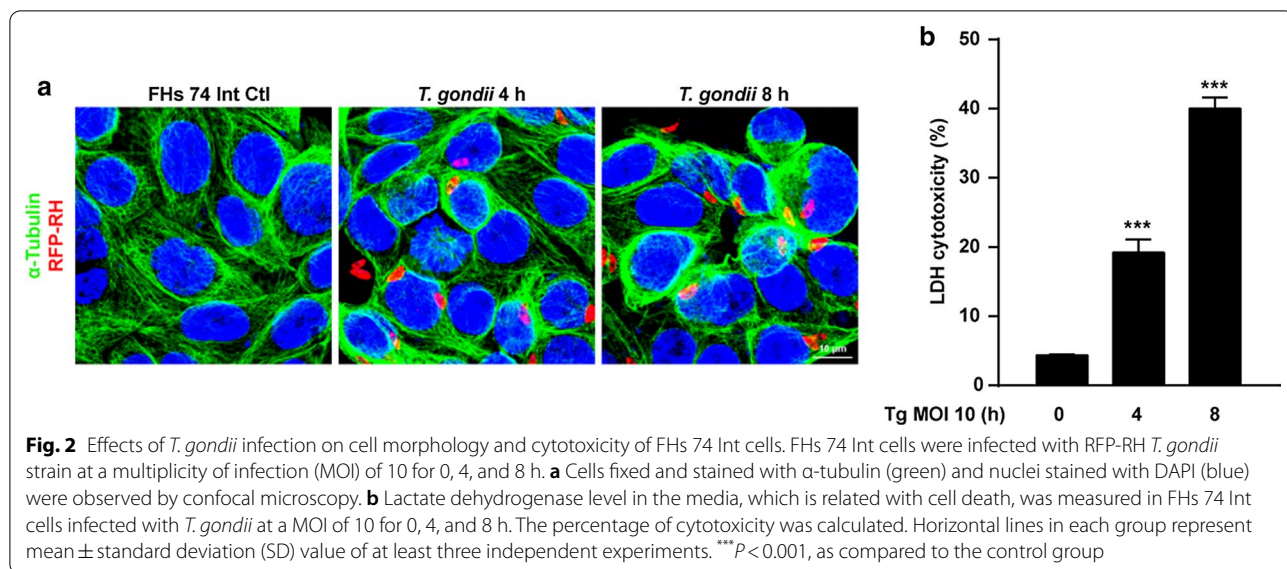 a
FHs 74 Int Ctl
T. gondii 4 h
T. gondii 8 h
α-Tubulin
RFP-RH
10 µm
b
50
40
30
20
10
0
LDH cytotoxicity (%)
***
***
Tg MOI 10 (h) 0 4 8
Fig. 2 Effects of T. gondii infection on cell morphology and cytotoxicity of FHs 74 Int cells. FHs 74 Int cells were infected with RFP-RH T. gondii
strain at a multiplicity of infection (MOI) of 10 for 0, 4, and 8 h. a Cells fixed and stained with α-tubulin (green) and nuclei stained with DAPI (blue)
were observed by confocal microscopy. b Lactate dehydrogenase level in the media, which is related with cell death, was measured in FHs 74 Int
cells infected with T. gondii at a MOI of 10 for 0, 4, and 8 h. The percentage of cytotoxicity was calculated. Horizontal lines in each group represent
mean ± standard deviation (SD) value of at least three independent experiments. ***P < 0.001, as compared to the control group